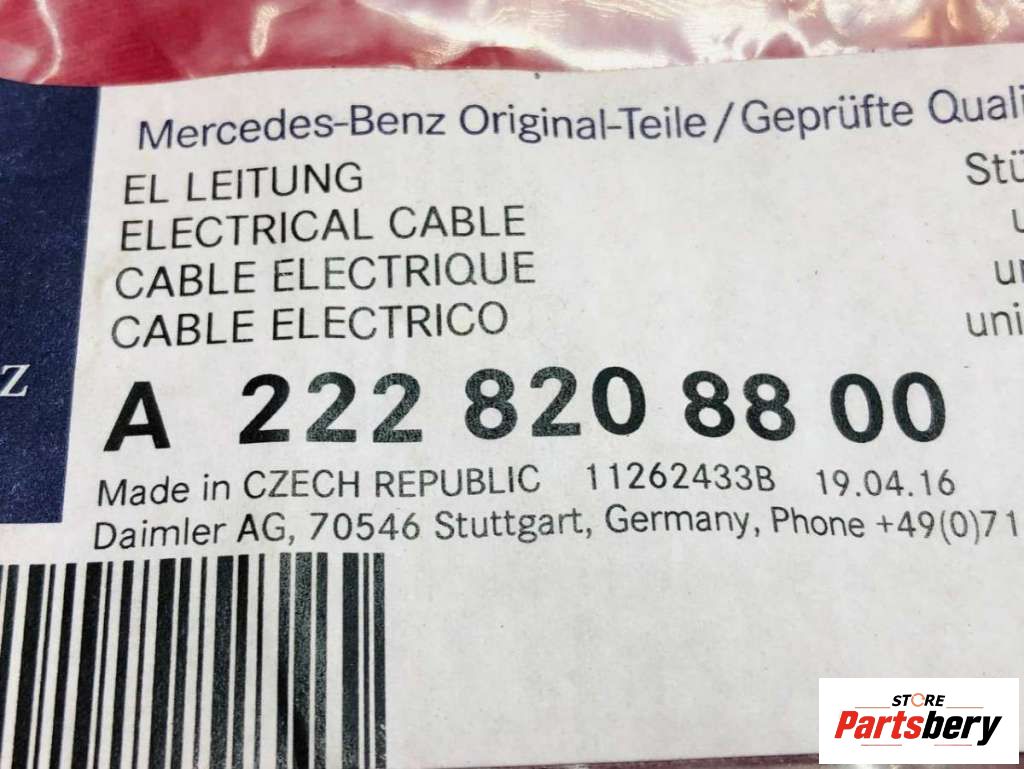 Mercedes-Benz Original-Teile/Geprüfte
EL LEITUNG
ELECTRICAL CABLE
CABLE ELECTRIQUE
CABLE ELECTRICO
A 222 820 88 00
Made in CZECH REPUBLIC 11262433B 19.04.16
Daimler AG, 70546 Stuttgart, Germany, Phone +49(0)71
STORE
Partsbery